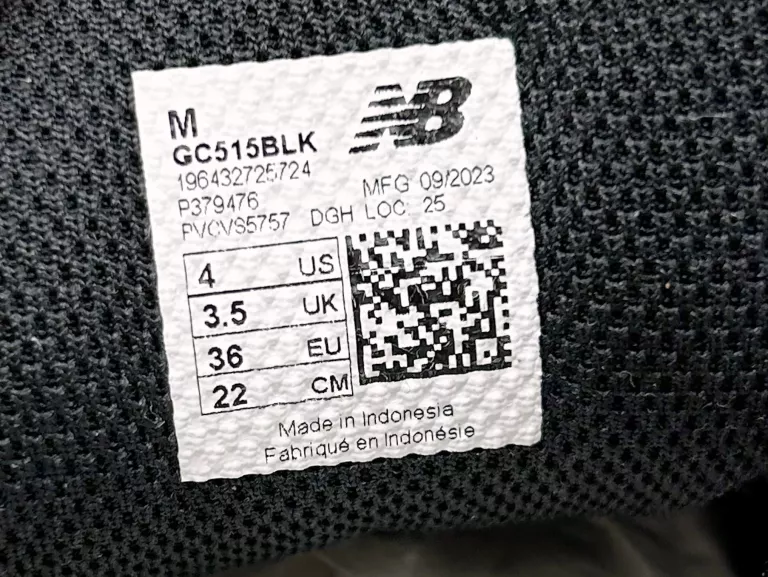 M
NB
GC515BLK
196432725724
MFG 09/2023
P379476
DGH LOC: 25
PVCVS5757
4 US
3.5 UK
36 EU
22 CM
Made in Indonesia
Fabriqué en Indonésie